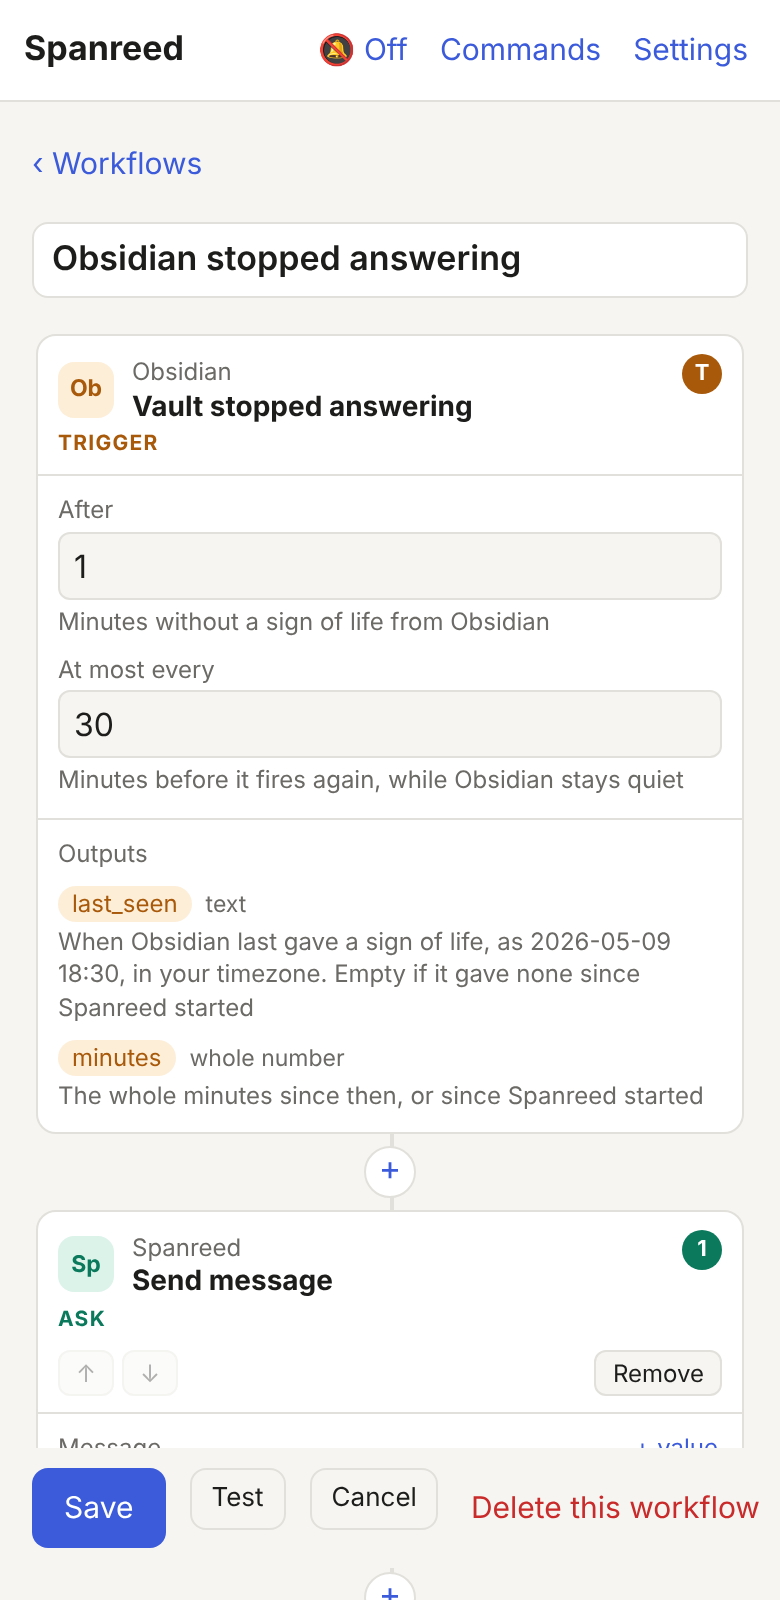 Spanreed
Off
Commands
Settings
‹ Workflows
Obsidian stopped answering
Ob
Obsidian
Vault stopped answering
T
TRIGGER
After
1
Minutes without a sign of life from Obsidian
At most every
30
Minutes before it fires again, while Obsidian stays quiet
Outputs
last_seen text
When Obsidian last gave a sign of life, as 2026-05-09
18:30, in your timezone. Empty if it gave none since
Spanreed started
minutes whole number
The whole minutes since then, or since Spanreed started
+
Sp
Spanreed
Send message
1
ASK
↑ ↓
Remove
Message
+ value
Save
Test
Cancel
Delete this workflow
+